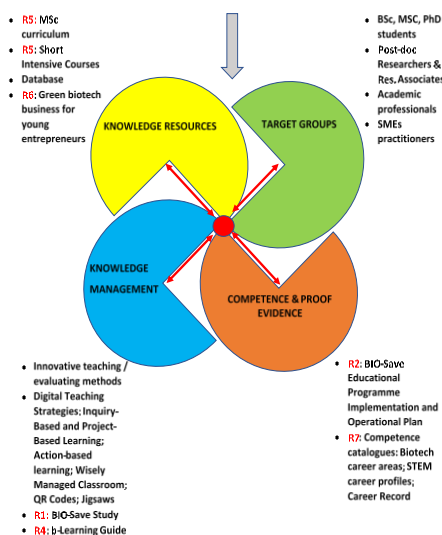 • R5: MSc
curriculum
• R5: Short
Intensive Courses
• Database
• R6: Green biotech
business for
young
entrepreneurs
• BSc, MSC, PhD
students
• Post-doc
Researchers &
Res, Associates
• Academic
professionals
• SMEs
practitioners
KNOWLEDGE RESOURCES
TARGET GROUPS
KNOWLEDGE
MANAGEMENT
COMPETENCE & PROOF
EVIDENCE
• Innovative teaching /
evaluating methods
• Digital Teaching
Strategies; Inquiry-
Based and Project-
Based Learning;
Action-based
learning; Wisely
Managed Classroom;
QR Codes; Jigsaws
• R1: BIO-Save Study
• R4: b-Learning Guide
• R2: BIO-Save
Educational
Programme
Implementation and
Operational Plan
• R7: Competence
catalogues: Biotech
career areas; STEM
career profiles;
Career Record